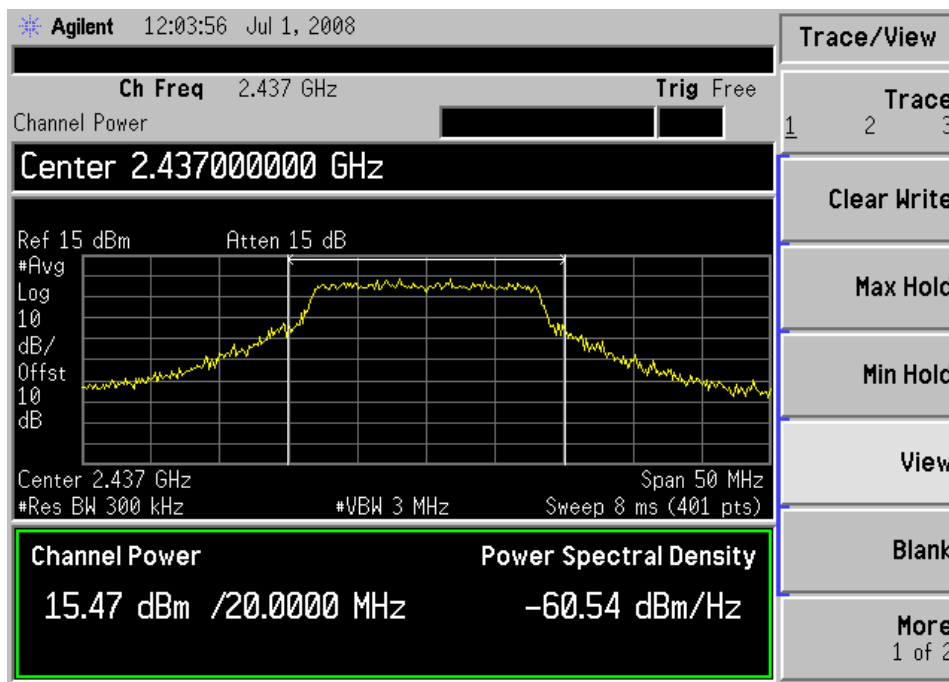 Agilent 12:03:56 Jul 1, 2008
Trace/View
Ch Freq 2.437 GHz Trig Free
Channel Power
Trace
1 2 3
Center 2.437000000 GHz
Clear Write
Ref 15 dBm Atten 15 dB
#Avg
Log
10
dB/
Offst
10
dB
Max Hold
Min Hold
View
Center 2.437 GHz Span 50 MHz
#Res BW 300 kHz #VBW 3 MHz Sweep 8 ms (401 pts)
Channel Power Power Spectral Density
15.47 dBm /20.0000 MHz -60.54 dBm/Hz
Blank
More
1 of 2